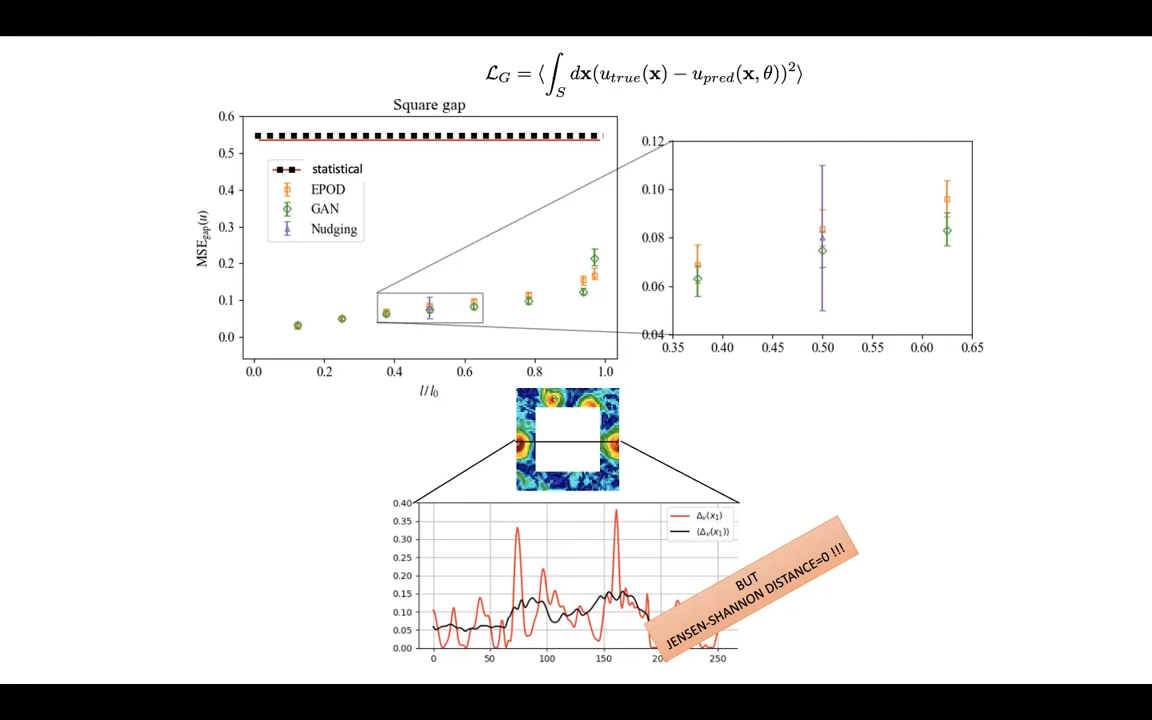 𝓛_G = ⟨∫_S d𝐱(u_true(𝐱) − u_pred(𝐱, θ))²⟩
Square gap
0.6
0.5
0.4
0.3
0.2
0.1
0.0
MSE_gap(u)
statistical
EPOD
GAN
Nudging
0.0 0.2 0.4 0.6 0.8 1.0
l/l₀
0.12
0.10
0.08
0.06
0.04
0.35 0.40 0.45 0.50 0.55 0.60 0.65
0.40
0.35
0.30
0.25
0.20
0.15
0.10
0.05
0.00
Δᵥ(x₁)
⟨Δᵥ(x₁)⟩
0 50 100 150 20 250
BUT
JENSEN-SHANNON DISTANCE=0 !!!